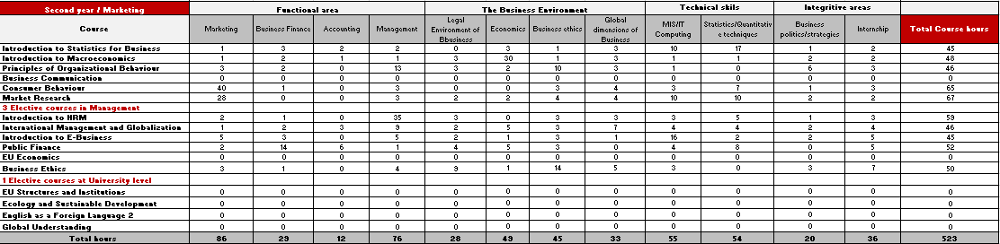 Second year / Marketing Functional area The Business Environment Technical skils Integritive areas
Course Marketing Business Finance Accounting Management Legal Environment of Bbusiness Economics Business ethics Global dimensions of Business MIS/IT Computing Statistics/Quantitativ e techniques Business politics/strategies Internship Total Course hours
Introduction to Statistics for Business 1 3 2 2 0 3 1 3 10 17 1 2 45
Introduction to Macroeconomics 1 2 1 1 3 30 1 3 1 1 2 2 48
Principles of Organizational Behaviour 3 2 0 13 3 2 10 3 1 0 6 3 46
Business Communication 0 0 0 0 0 0 0 0 0 0 0 0 0
Consumer Behaviour 40 1 0 3 0 0 3 4 3 7 1 3 65
Market Research 28 0 0 3 2 2 4 4 10 10 2 2 67
3 Elective courses in Management
Introduction to HRM 2 1 0 35 3 0 3 3 3 5 1 3 59
International Management and Globalization 1 2 3 9 2 5 3 7 4 4 2 4 46
Introduction to E-Business 5 3 0 5 2 1 3 1 16 2 2 5 45
Public Finance 2 14 6 1 4 5 3 0 4 8 0 5 52
EU Economics 0 0 0 0 0 0 0 0 0 0 0 0 0
Business Ethics 3 1 0 4 9 1 14 5 3 0 3 7 50
1 Elective courses at University level
EU Structures and Institutions 0 0 0 0 0 0 0 0 0 0 0 0 0
Ecology and Sustainable Development 0 0 0 0 0 0 0 0 0 0 0 0 0
English as a Foreign Language 2 0 0 0 0 0 0 0 0 0 0 0 0 0
Global Understanding 0 0 0 0 0 0 0 0 0 0 0 0 0
Total hours 86 29 12 76 28 49 45 33 55 54 20 36 523